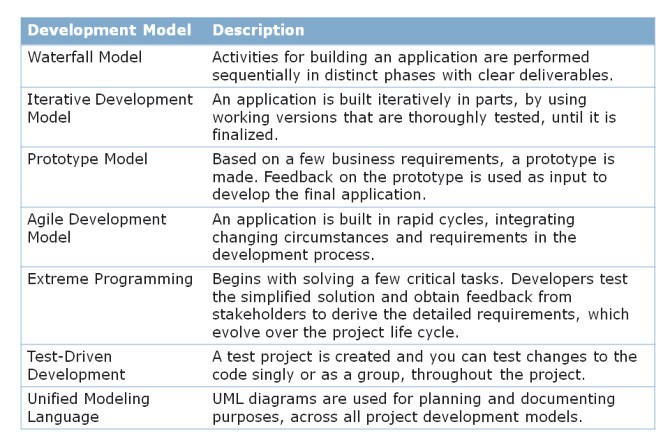 Development Model Description
Waterfall Model Activities for building an application are performed
sequentially in distinct phases with clear deliverables.
Iterative Development An application is built iteratively in parts, by using
Model working versions that are thoroughly tested, until it is
finalized.
Prototype Model Based on a few business requirements, a prototype is
made. Feedback on the prototype is used as input to
develop the final application.
Agile Development An application is built in rapid cycles, integrating
Model changing circumstances and requirements in the
development process.
Extreme Programming Begins with solving a few critical tasks. Developers test
the simplified solution and obtain feedback from
stakeholders to derive the detailed requirements, which
evolve over the project life cycle.
Test-Driven A test project is created and you can test changes to the
Development code singly or as a group, throughout the project.
Unified Modeling UML diagrams are used for planning and documenting
Language purposes, across all project development models.